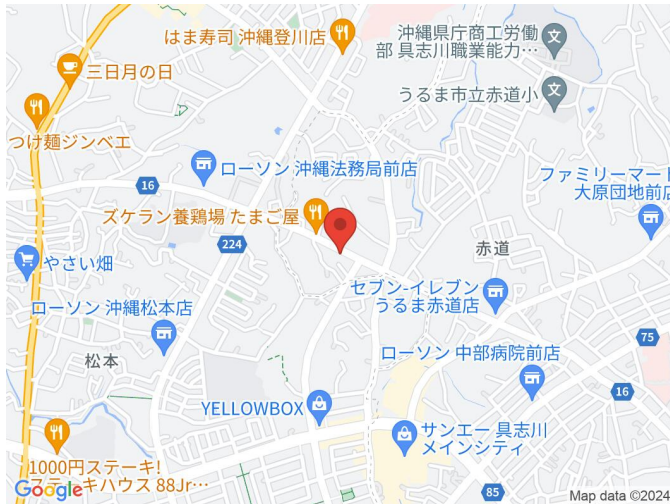 はま寿司 沖縄登川店
沖縄県庁商工労働
部 具志川職業能力…
三日月の日
うるま市立赤道小
つけ麺ジンベエ
ローソン 沖縄法務局前店
ファミリーマート
大原団地前店
16
ズケラン養鶏場 たまご屋
224
赤道
やさい畑
セブン-イレブン
うるま赤道店
ローソン 沖縄松本店
75
松本
ローソン 中部病院前店
16
YELLOWBOX
サンエー 具志川
メインシティ
1000円ステーキ!
ステーキハウス 88Jr…
85
Google
Map data ©2024